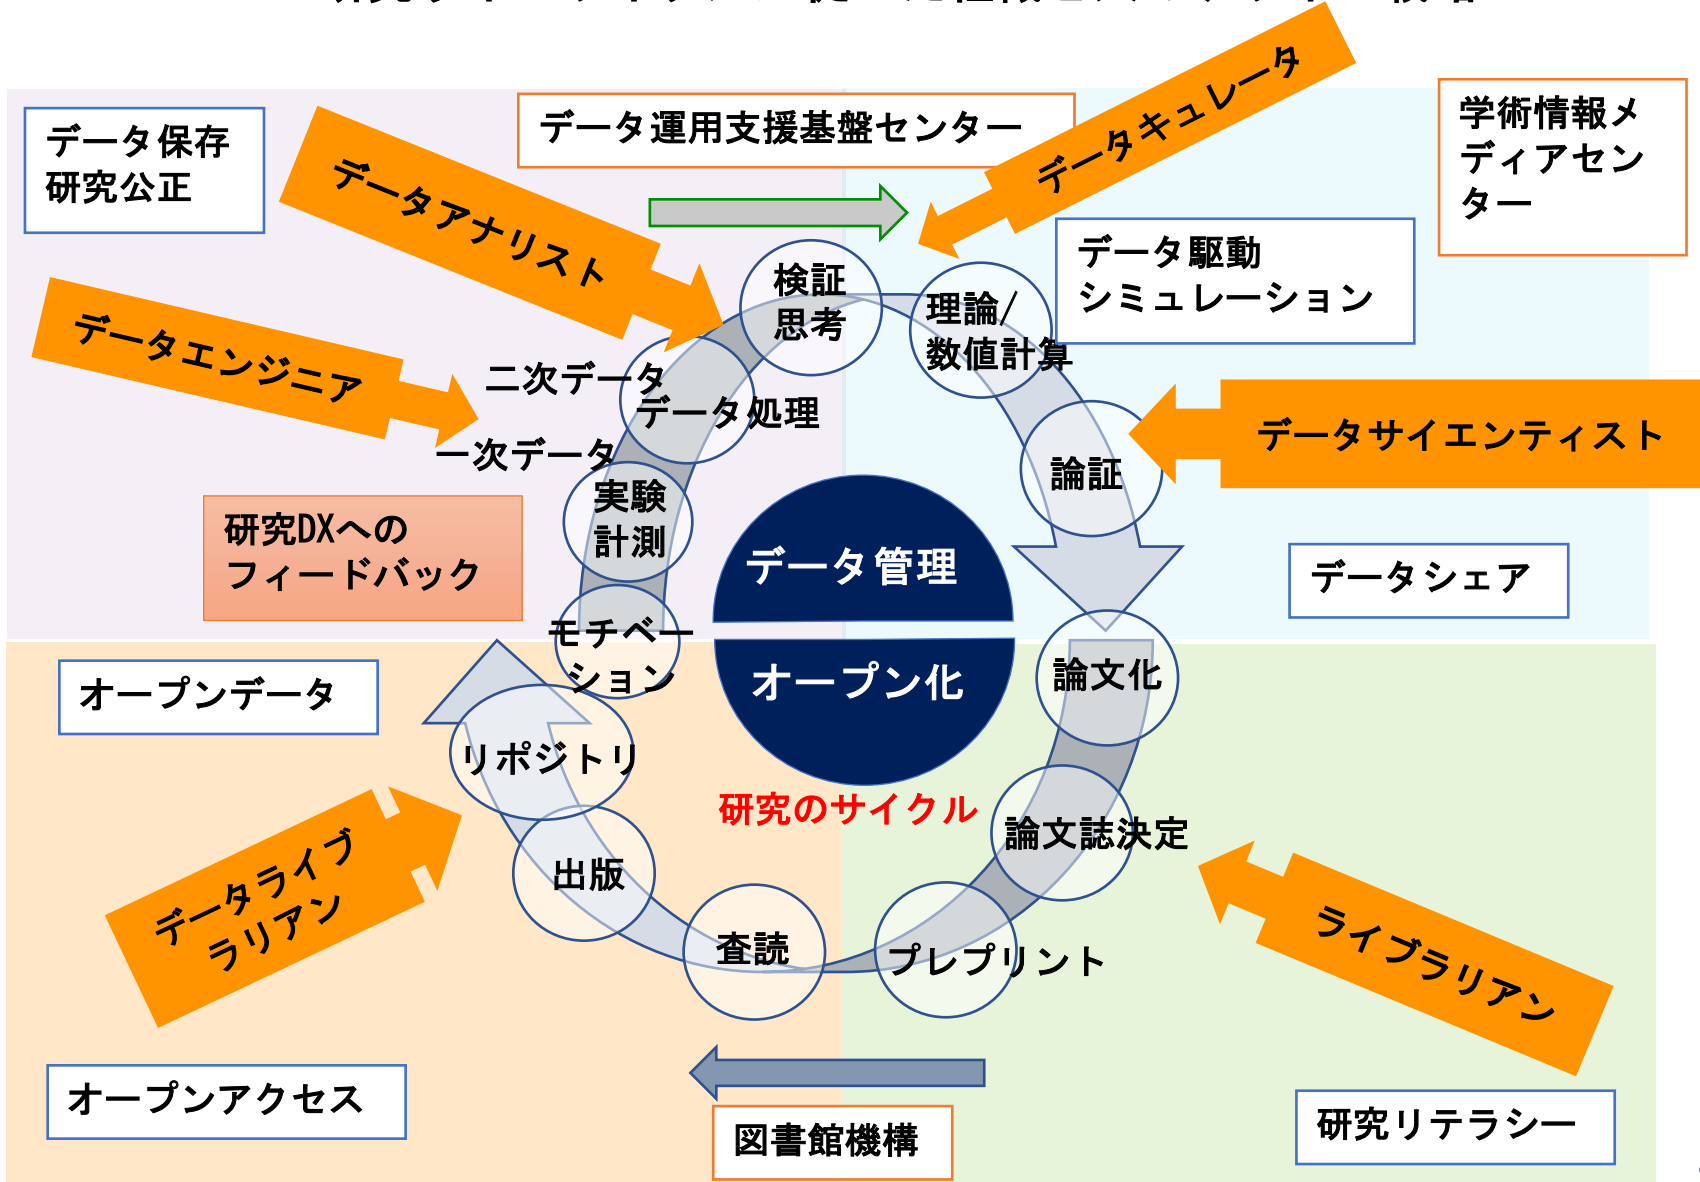 データ保存
研究公正
データ運用支援基盤センター
データキュレータ
学術情報メ
ディアセン
ター
データアナリスト
データ駆動
シミュレーション
検証
思考
理論/
数値計算
データエンジニア
二次データ
データ処理
一次データ
論証
データサイエンティスト
実験
計測
研究DXへの
フィードバック
データ管理
データシェア
モチベー
ション
オープン化
論文化
オープンデータ
リポジトリ
研究のサイクル
論文誌決定
データライブ
ラリアン
出版
査読
プレプリント
ライブラリアン
オープンアクセス
図書館機構
研究リテラシー